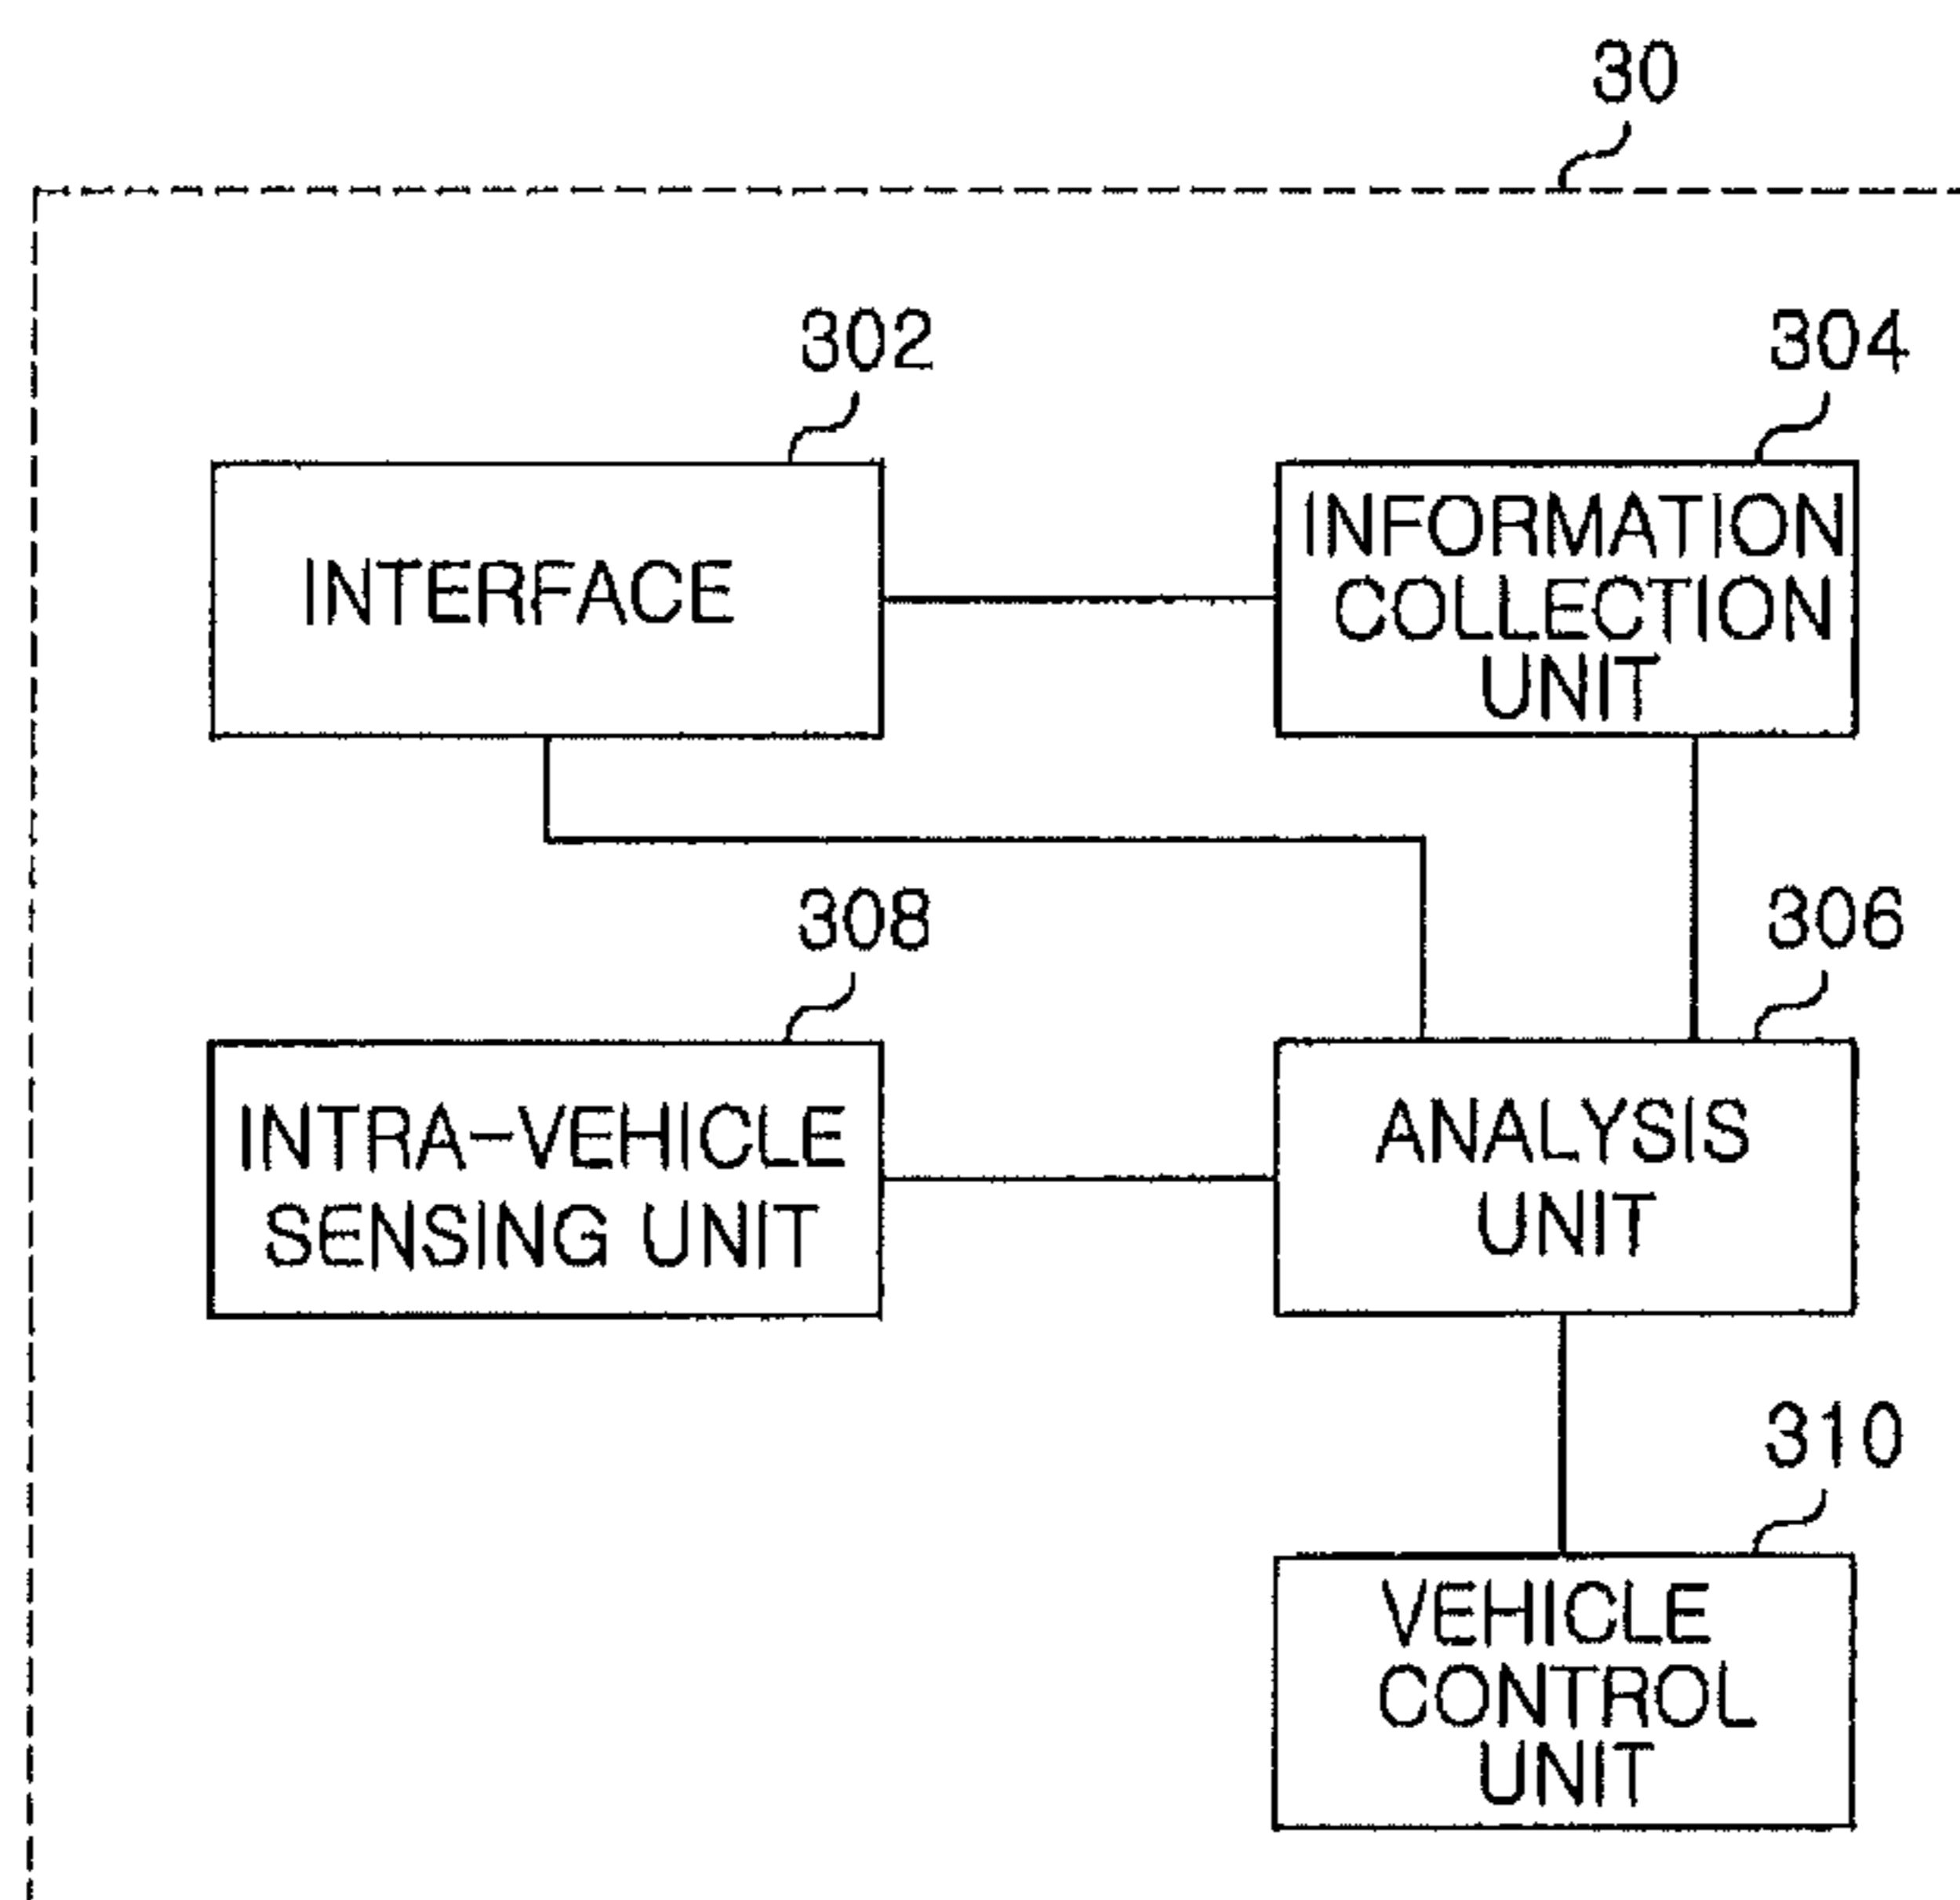 30
302
304
INTERFACE
INFORMATION
COLLECTION
UNIT
308
306
INTRA-VEHICLE
SENSING UNIT
ANALYSIS
UNIT
310
VEHICLE
CONTROL
UNIT